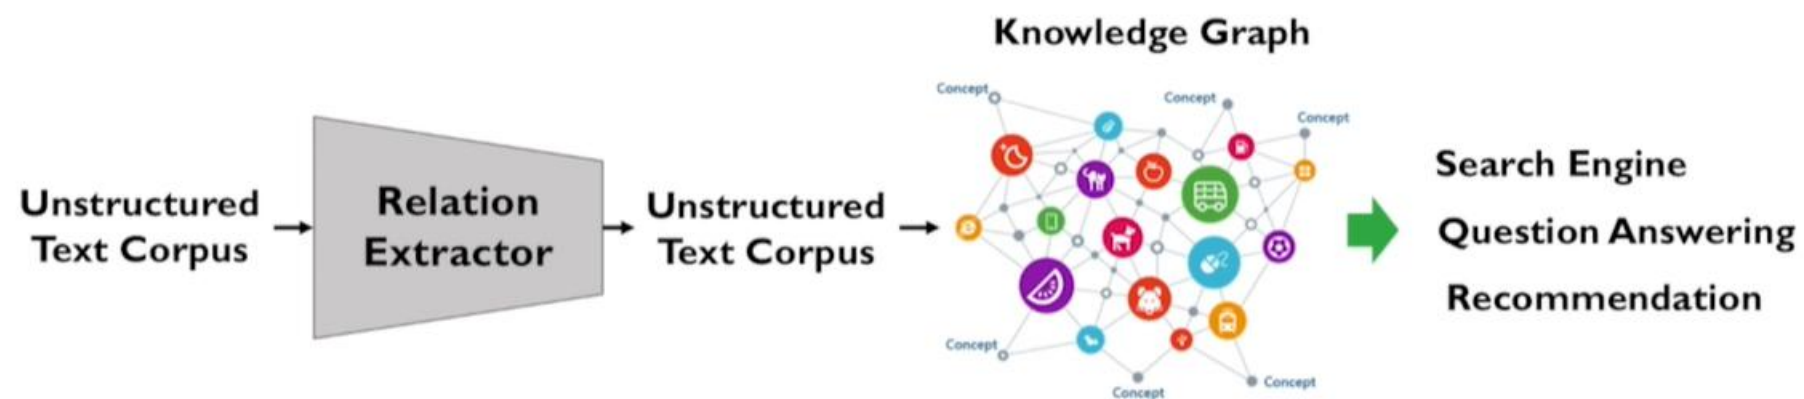 Knowledge Graph
Concept
Concept
Concept
Unstructured
Text Corpus
Relation
Extractor
Unstructured
Text Corpus
Search Engine
Question Answering
Recommendation
Concept
Concept
Concept